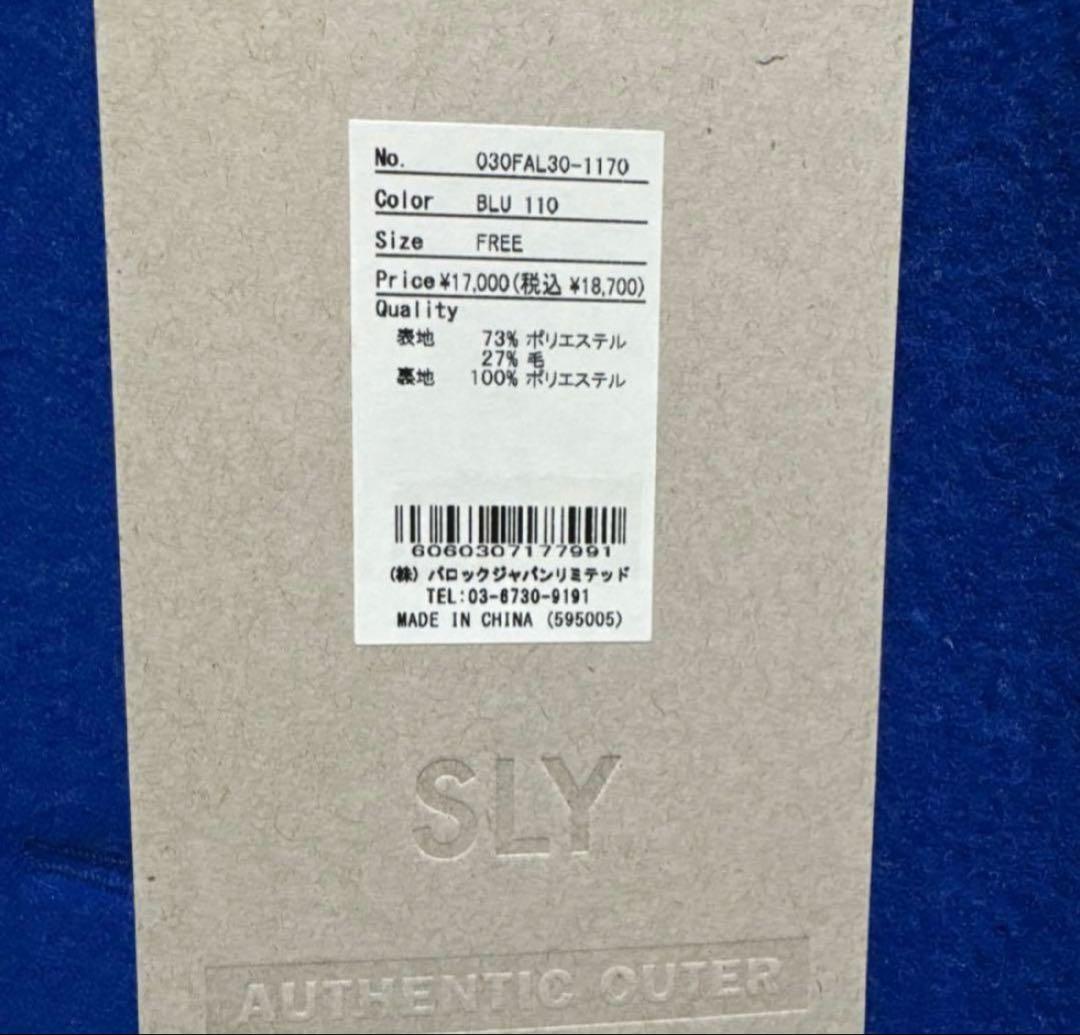 No. 030FAL30-1170
Color BLU 110
Size FREE
Price ¥17,000(税込 ¥18,700)
Quality
表地 73% ポリエステル
27% 毛
裏地 100% ポリエステル
6060307177991
(株) バロックジャパンリミテッド
TEL:03-6730-9191
MADE IN CHINA (595005)
SLY
AUTHENTIC OUTER